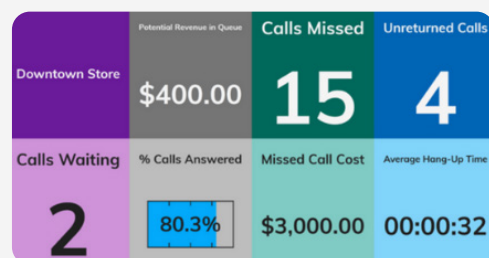 Downtown Store
Potential Revenue in Queue
$400.00
Calls Missed
15
Unreturned Calls
4
Calls Waiting
2
% Calls Answered
80.3%
Missed Call Cost
$3,000.00
Average Hang-Up Time
00:00:32